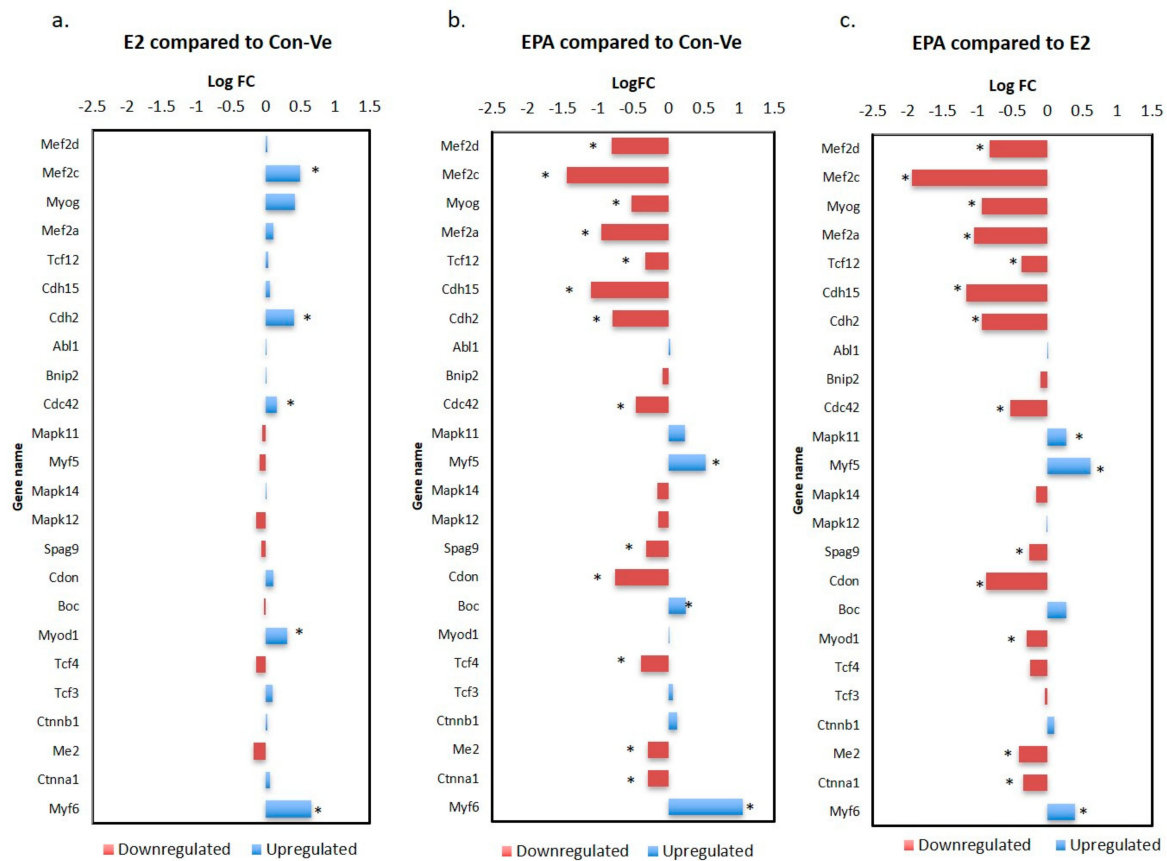 a.
E2 compared to Con-Ve
Log FC
-2.5 -2 -1.5 -1 -0.5 0 0.5 1 1.5
Gene name
Mef2d
Mef2c *
Myog
Mef2a
Tcf12
Cdh15
Cdh2 *
Abl1
Bnip2
Cdc42 *
Mapk11
Myf5
Mapk14
Mapk12
Spag9
Cdon
Boc
Myod1 *
Tcf4
Tcf3
Ctnnb1
Me2
Ctnna1
Myf6 *
Downregulated Upregulated
b.
EPA compared to Con-Ve
LogFC
-2.5 -2 -1.5 -1 -0.5 0 0.5 1 1.5
Gene name
Mef2d *
Mef2c *
Myog *
Mef2a *
Tcf12 *
Cdh15 *
Cdh2 *
Abl1
Bnip2
Cdc42 *
Mapk11
Myf5 *
Mapk14
Mapk12
Spag9 *
Cdon *
Boc *
Myod1
Tcf4 *
Tcf3
Ctnnb1
Me2 *
Ctnna1 *
Myf6 *
Downregulated Upregulated
c.
EPA compared to E2
Log FC
-2.5 -2 -1.5 -1 -0.5 0 0.5 1 1.5
Gene name
Mef2d *
Mef2c *
Myog *
Mef2a *
Tcf12 *
Cdh15 *
Cdh2 *
Abl1
Bnip2
Cdc42 *
Mapk11 *
Myf5 *
Mapk14
Mapk12
Spag9 *
Cdon *
Boc
Myod1 *
Tcf4
Tcf3
Ctnnb1
Me2 *
Ctnna1 *
Myf6 *
Downregulated Upregulated